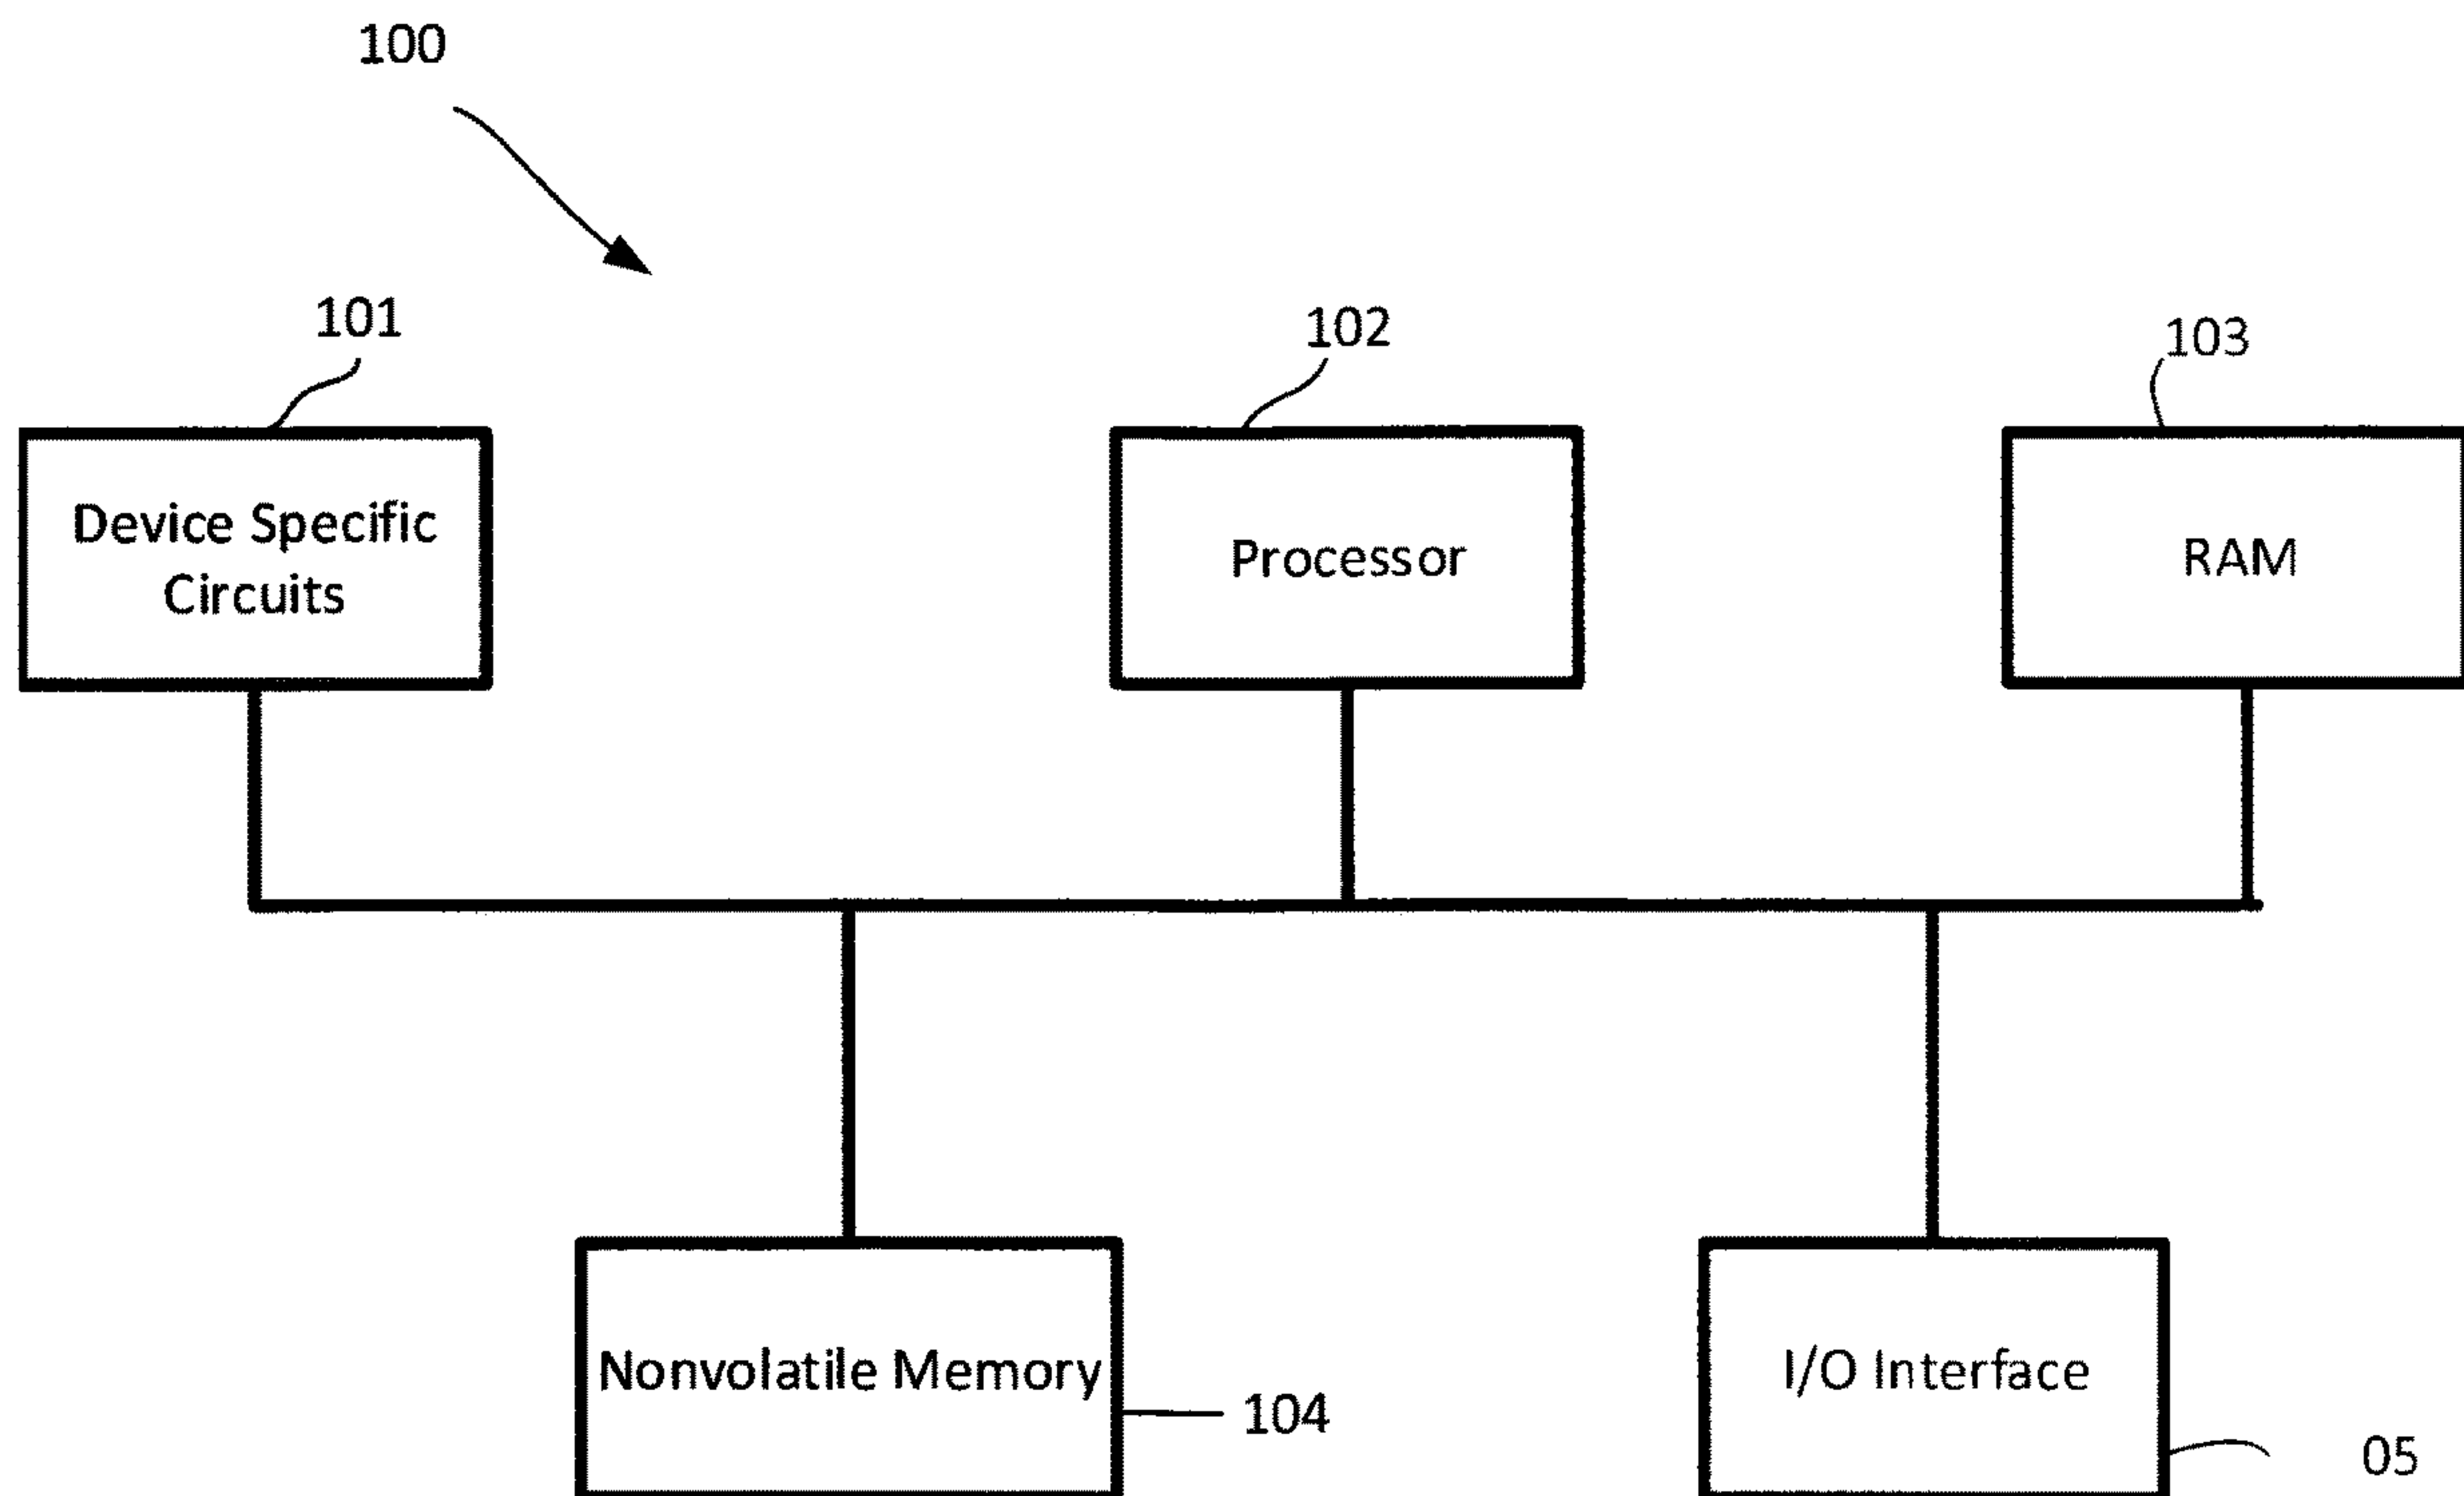 100
101
102
103
Device Specific
Circuits
Processor
RAM
Nonvolatile Memory
104
I/O Interface
05